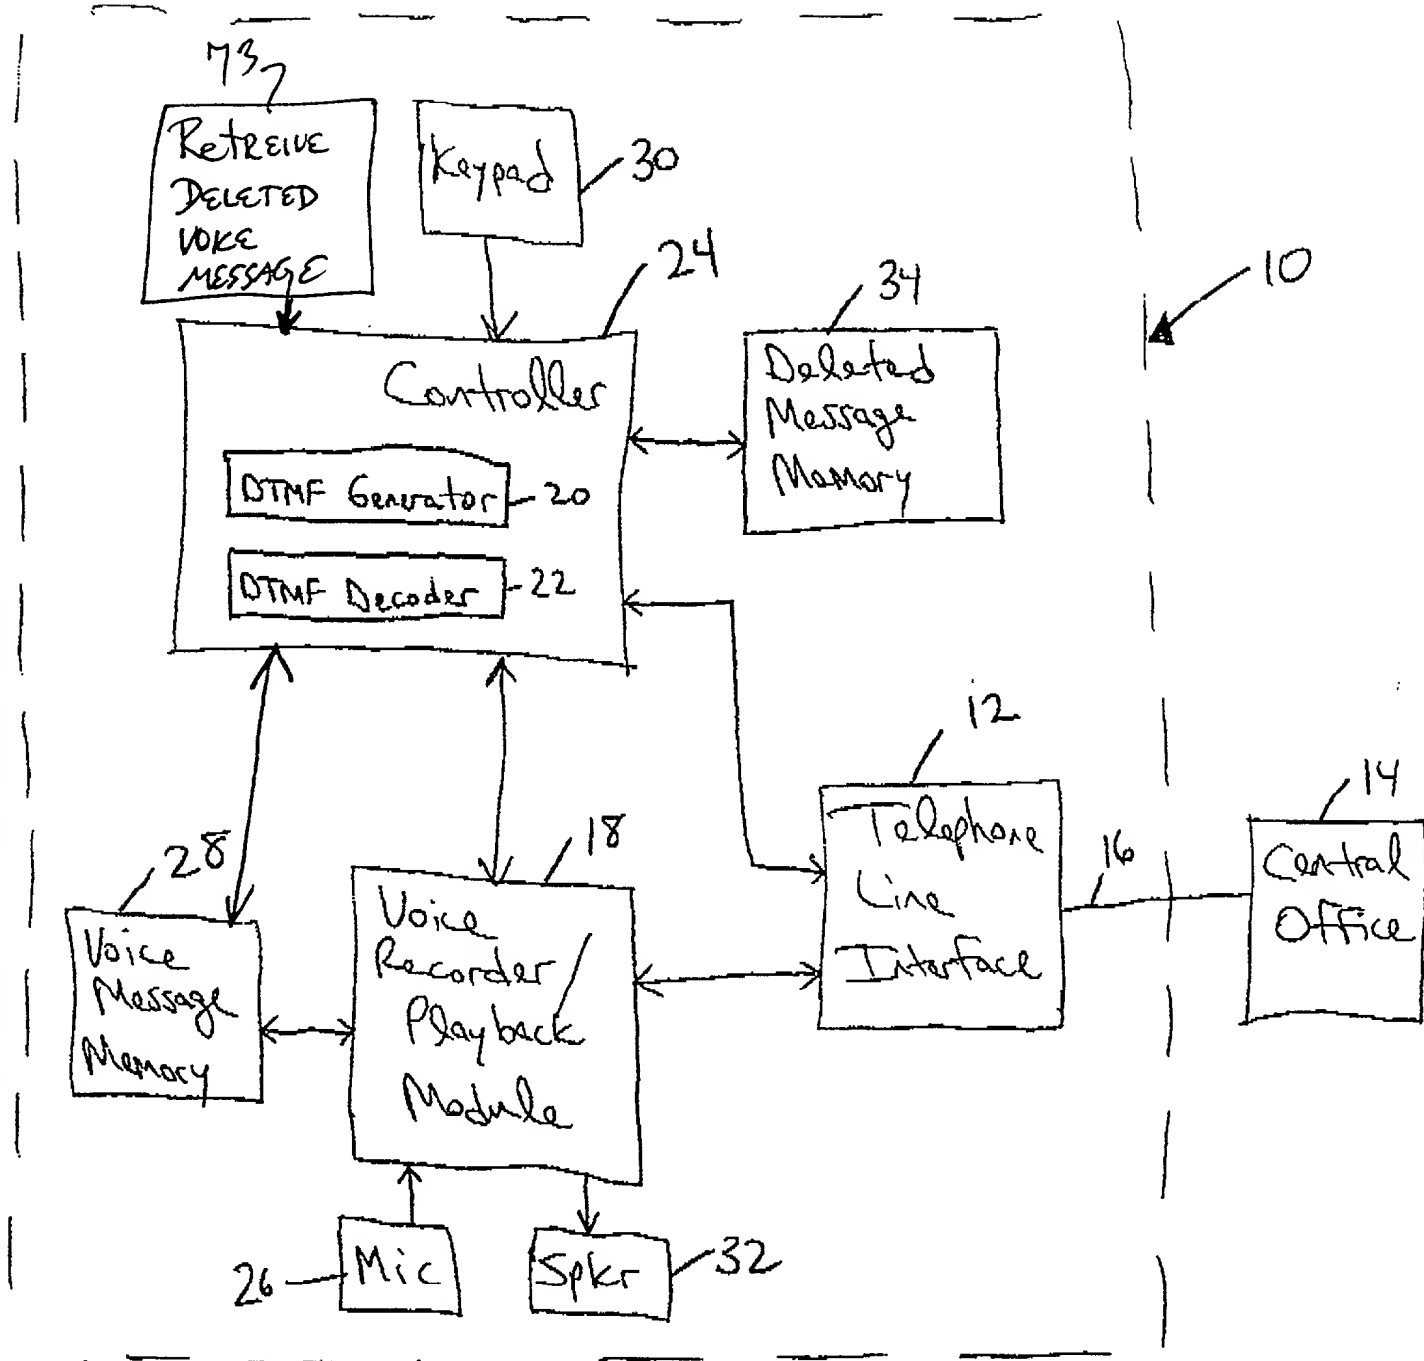 73
RETREIVE
DELETED
VOICE
MESSAGE
Keypad
30
24
34
10
Controller
Deleted
Message
Memory
DTMF Generator
20
DTMF Decoder
22
12
14
Telephone
Line
Interface
16
Central
Office
28
18
Voice
Message
Memory
Voice
Recorder /
Playback
Module
26
Mic
Spkr
32